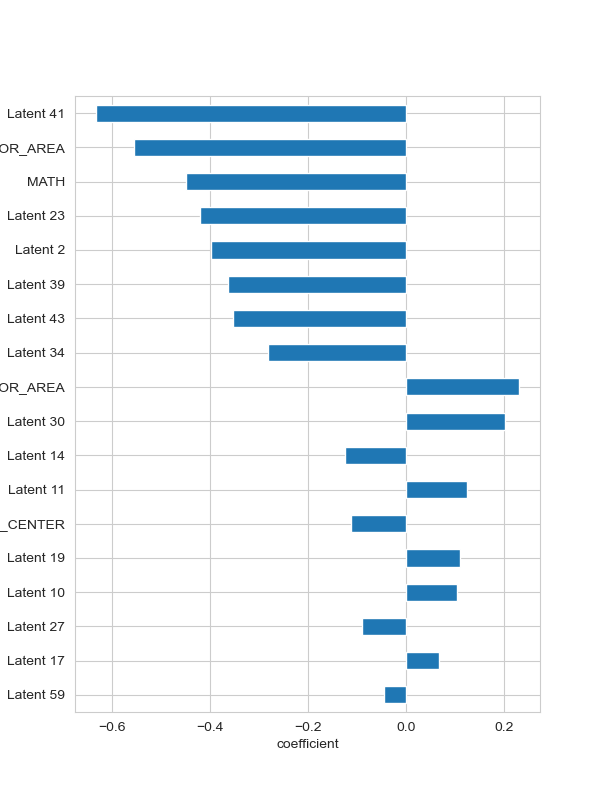 Latent 41
OR_AREA
MATH
Latent 23
Latent 2
Latent 39
Latent 43
Latent 34
OR_AREA
Latent 30
Latent 14
Latent 11
_CENTER
Latent 19
Latent 10
Latent 27
Latent 17
Latent 59
−0.6 −0.4 −0.2 0.0 0.2
coefficient